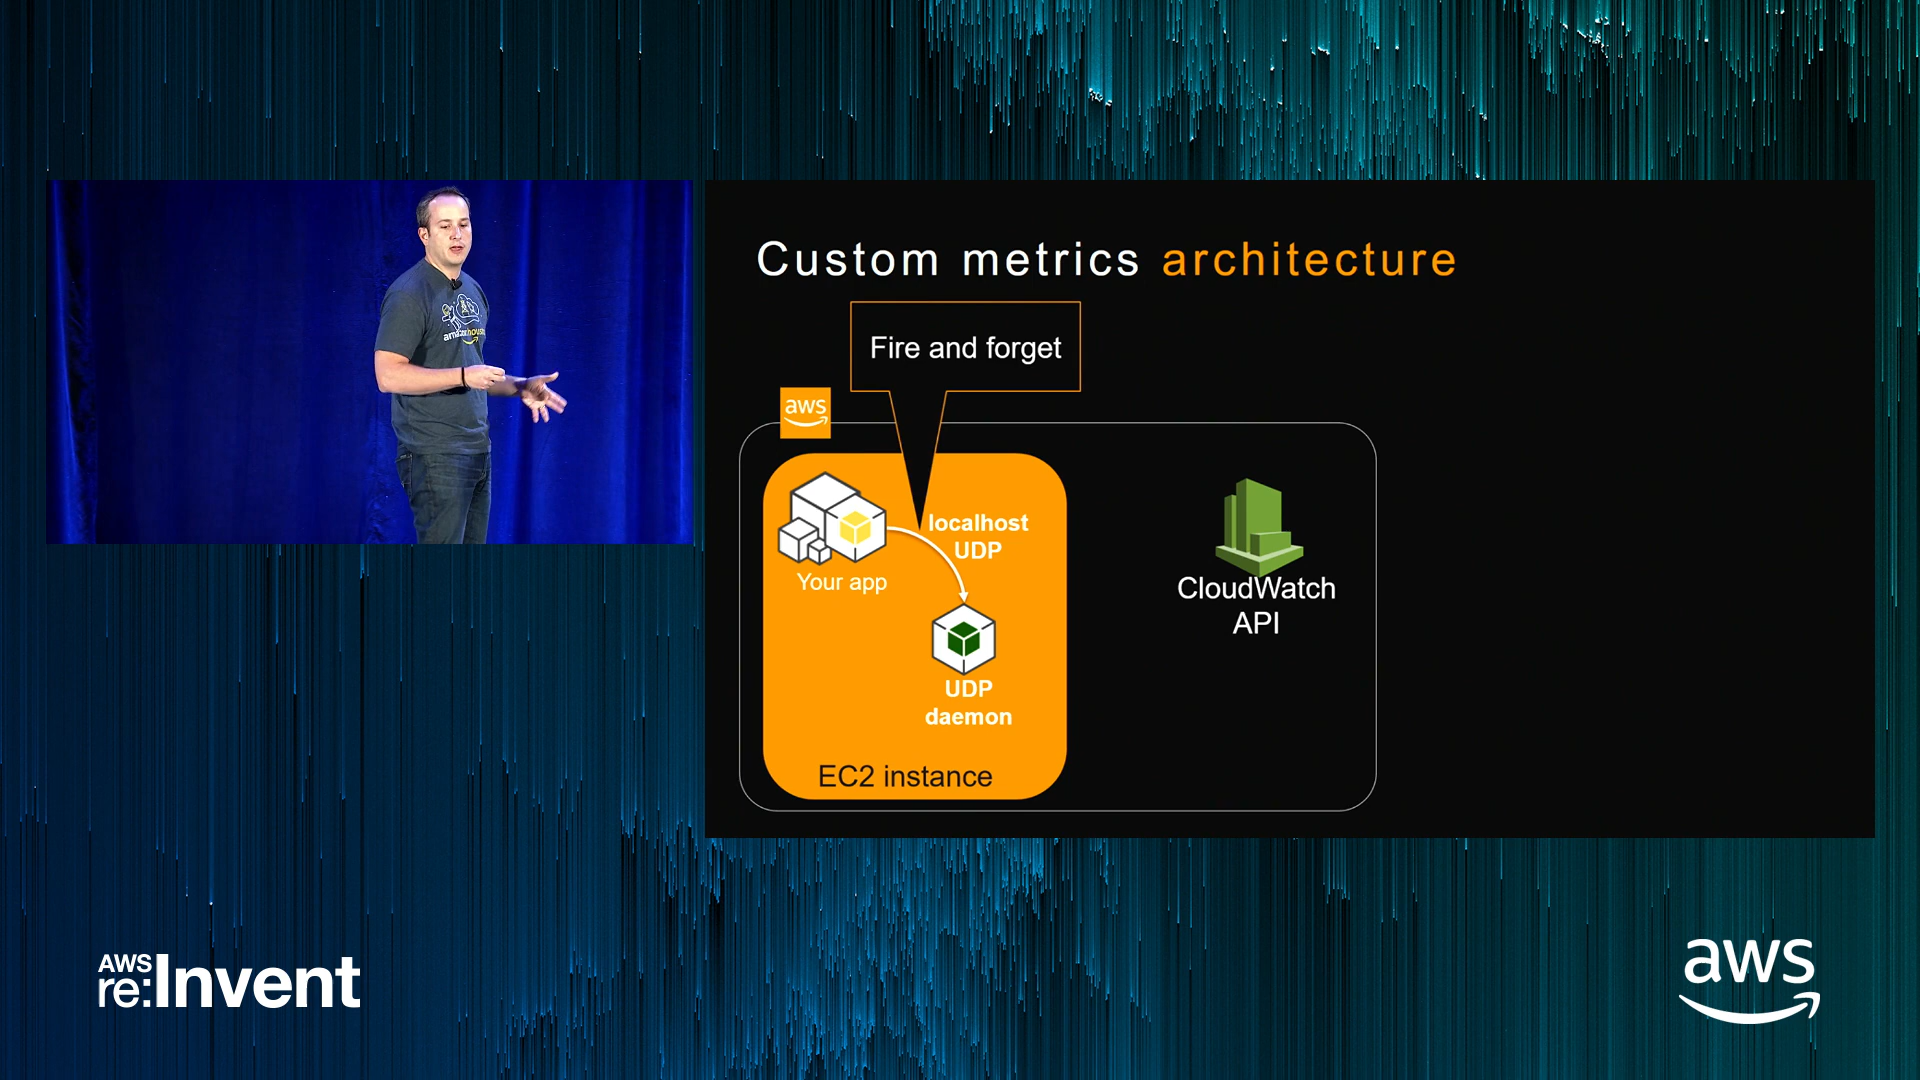 Custom metrics architecture
Fire and forget
aws
localhost
UDP
Your app
UDP
daemon
EC2 instance
CloudWatch
API
AWS
re:Invent
aws